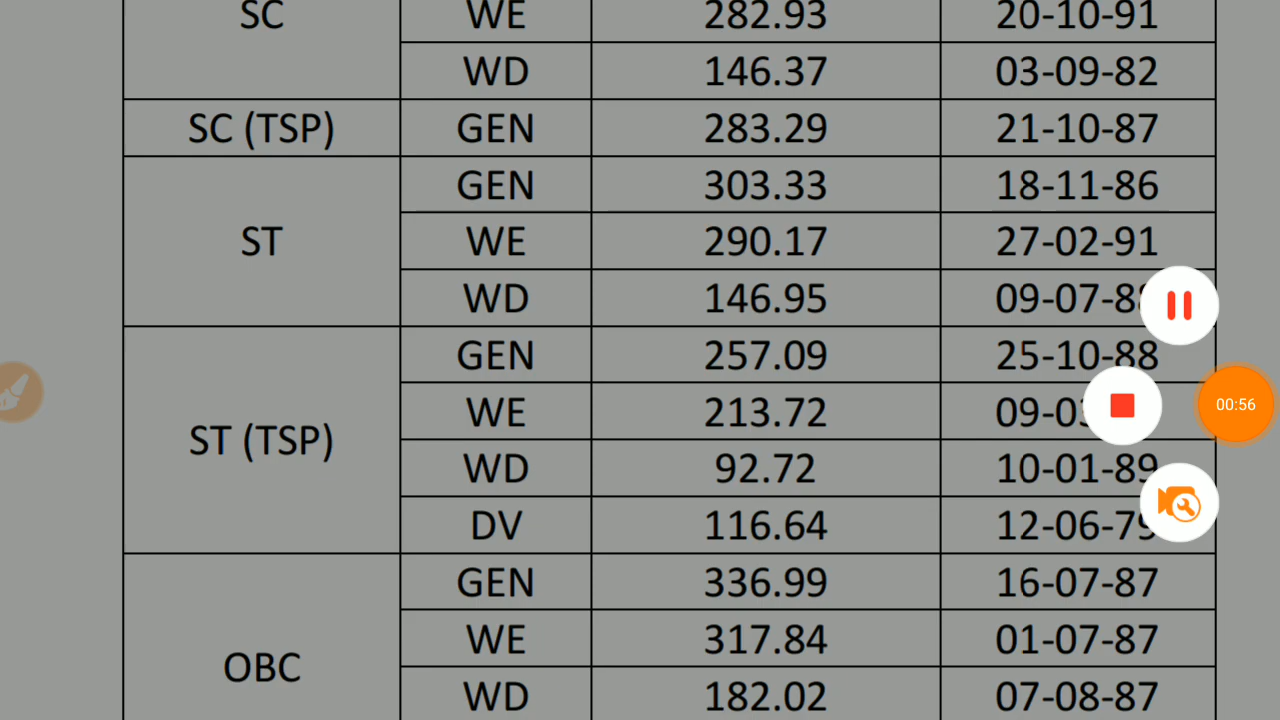 SC WE 282.93 20-10-91
WD 146.37 03-09-82
SC (TSP) GEN 283.29 21-10-87
ST GEN 303.33 18-11-86
WE 290.17 27-02-91
WD 146.95
ST (TSP) GEN 257.09 25-10-88
WE 213.72
WD 92.72 10-01-89
DV 116.64 12-06-79
OBC GEN 336.99 16-07-87
WE 317.84 01-07-87
WD 182.02 07-08-87
00:56